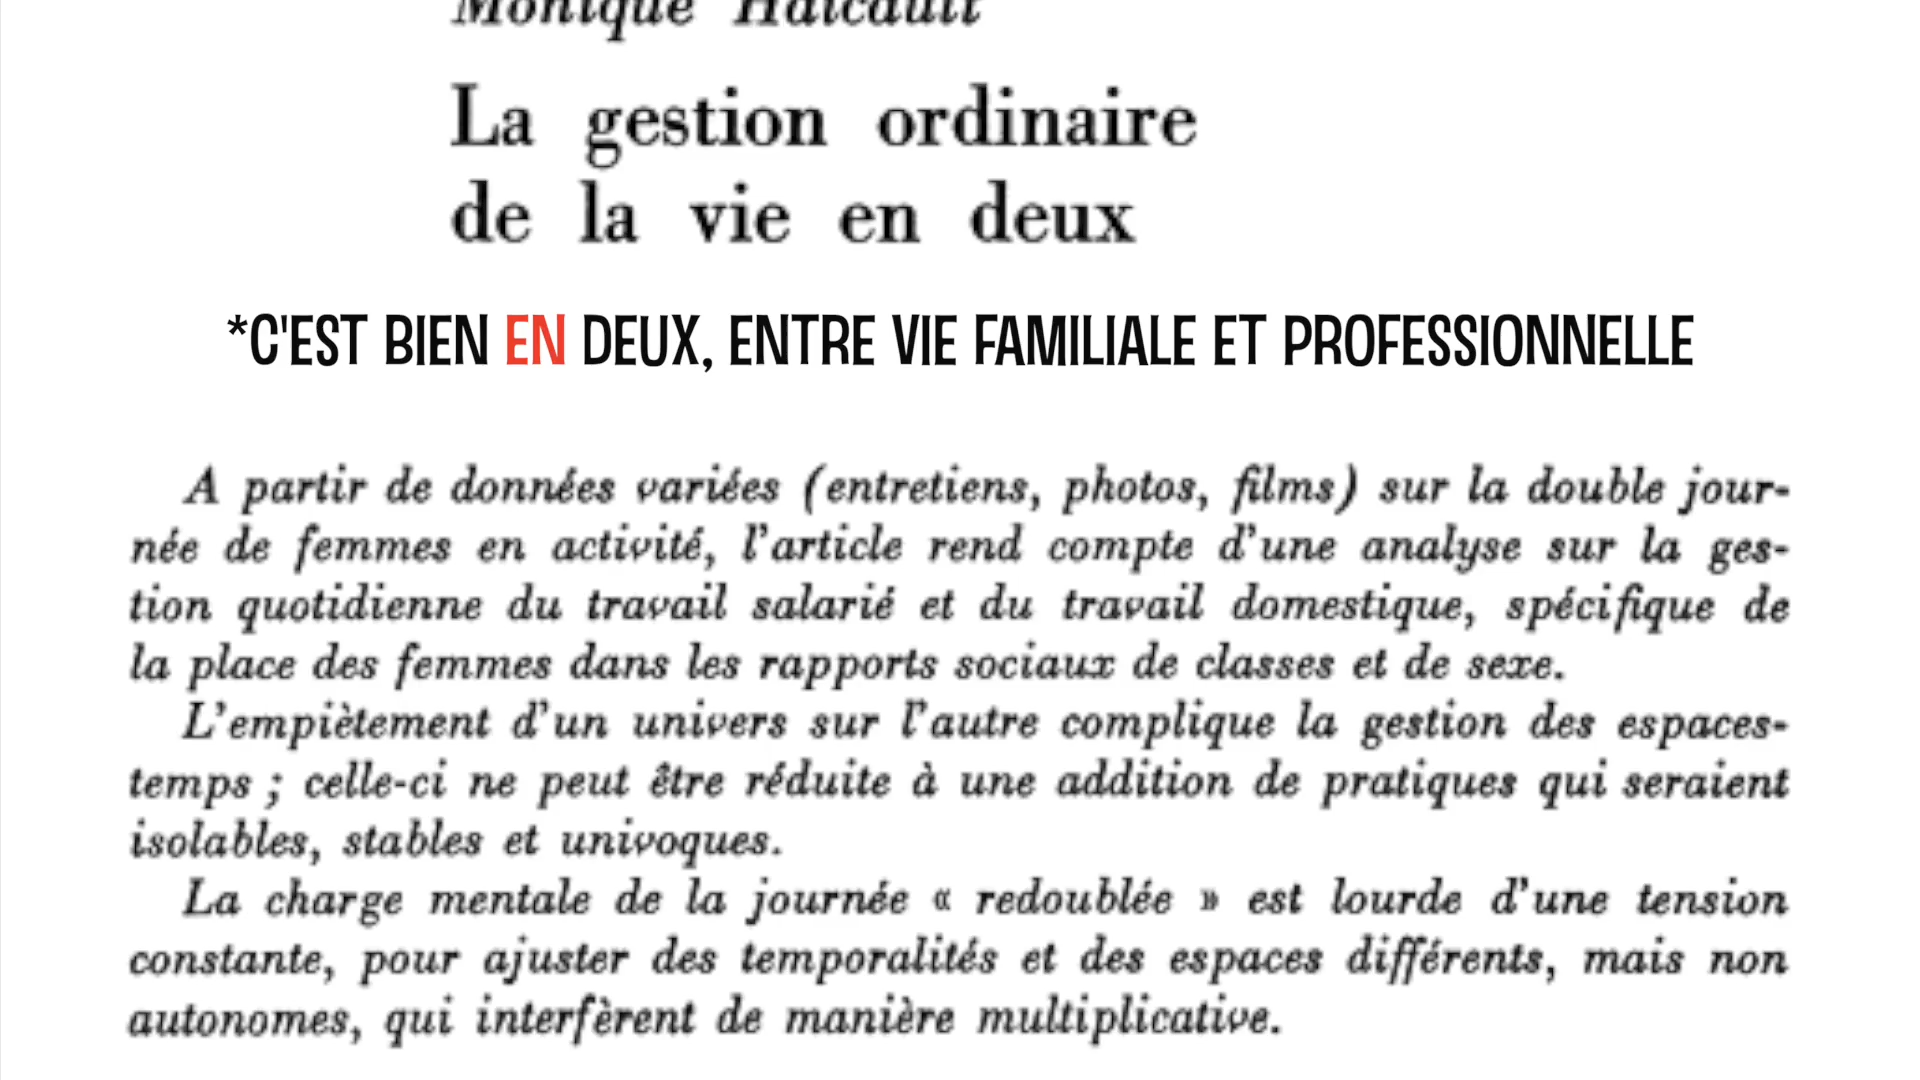 Monique Haicault
La gestion ordinaire
de la vie en deux
*C'EST BIEN EN DEUX, ENTRE VIE FAMILIALE ET PROFESSIONNELLE
A partir de données variées (entretiens, photos, films) sur la double jour-
née de femmes en activité, l'article rend compte d'une analyse sur la ges-
tion quotidienne du travail salarié et du travail domestique, spécifique de
la place des femmes dans les rapports sociaux de classes et de sexe.
L'empiètement d'un univers sur l'autre complique la gestion des espaces-
temps ; celle-ci ne peut être réduite à une addition de pratiques qui seraient
isolables, stables et univoques.
La charge mentale de la journée « redoublée » est lourde d'une tension
constante, pour ajuster des temporalités et des espaces différents, mais non
autonomes, qui interfèrent de manière multiplicative.